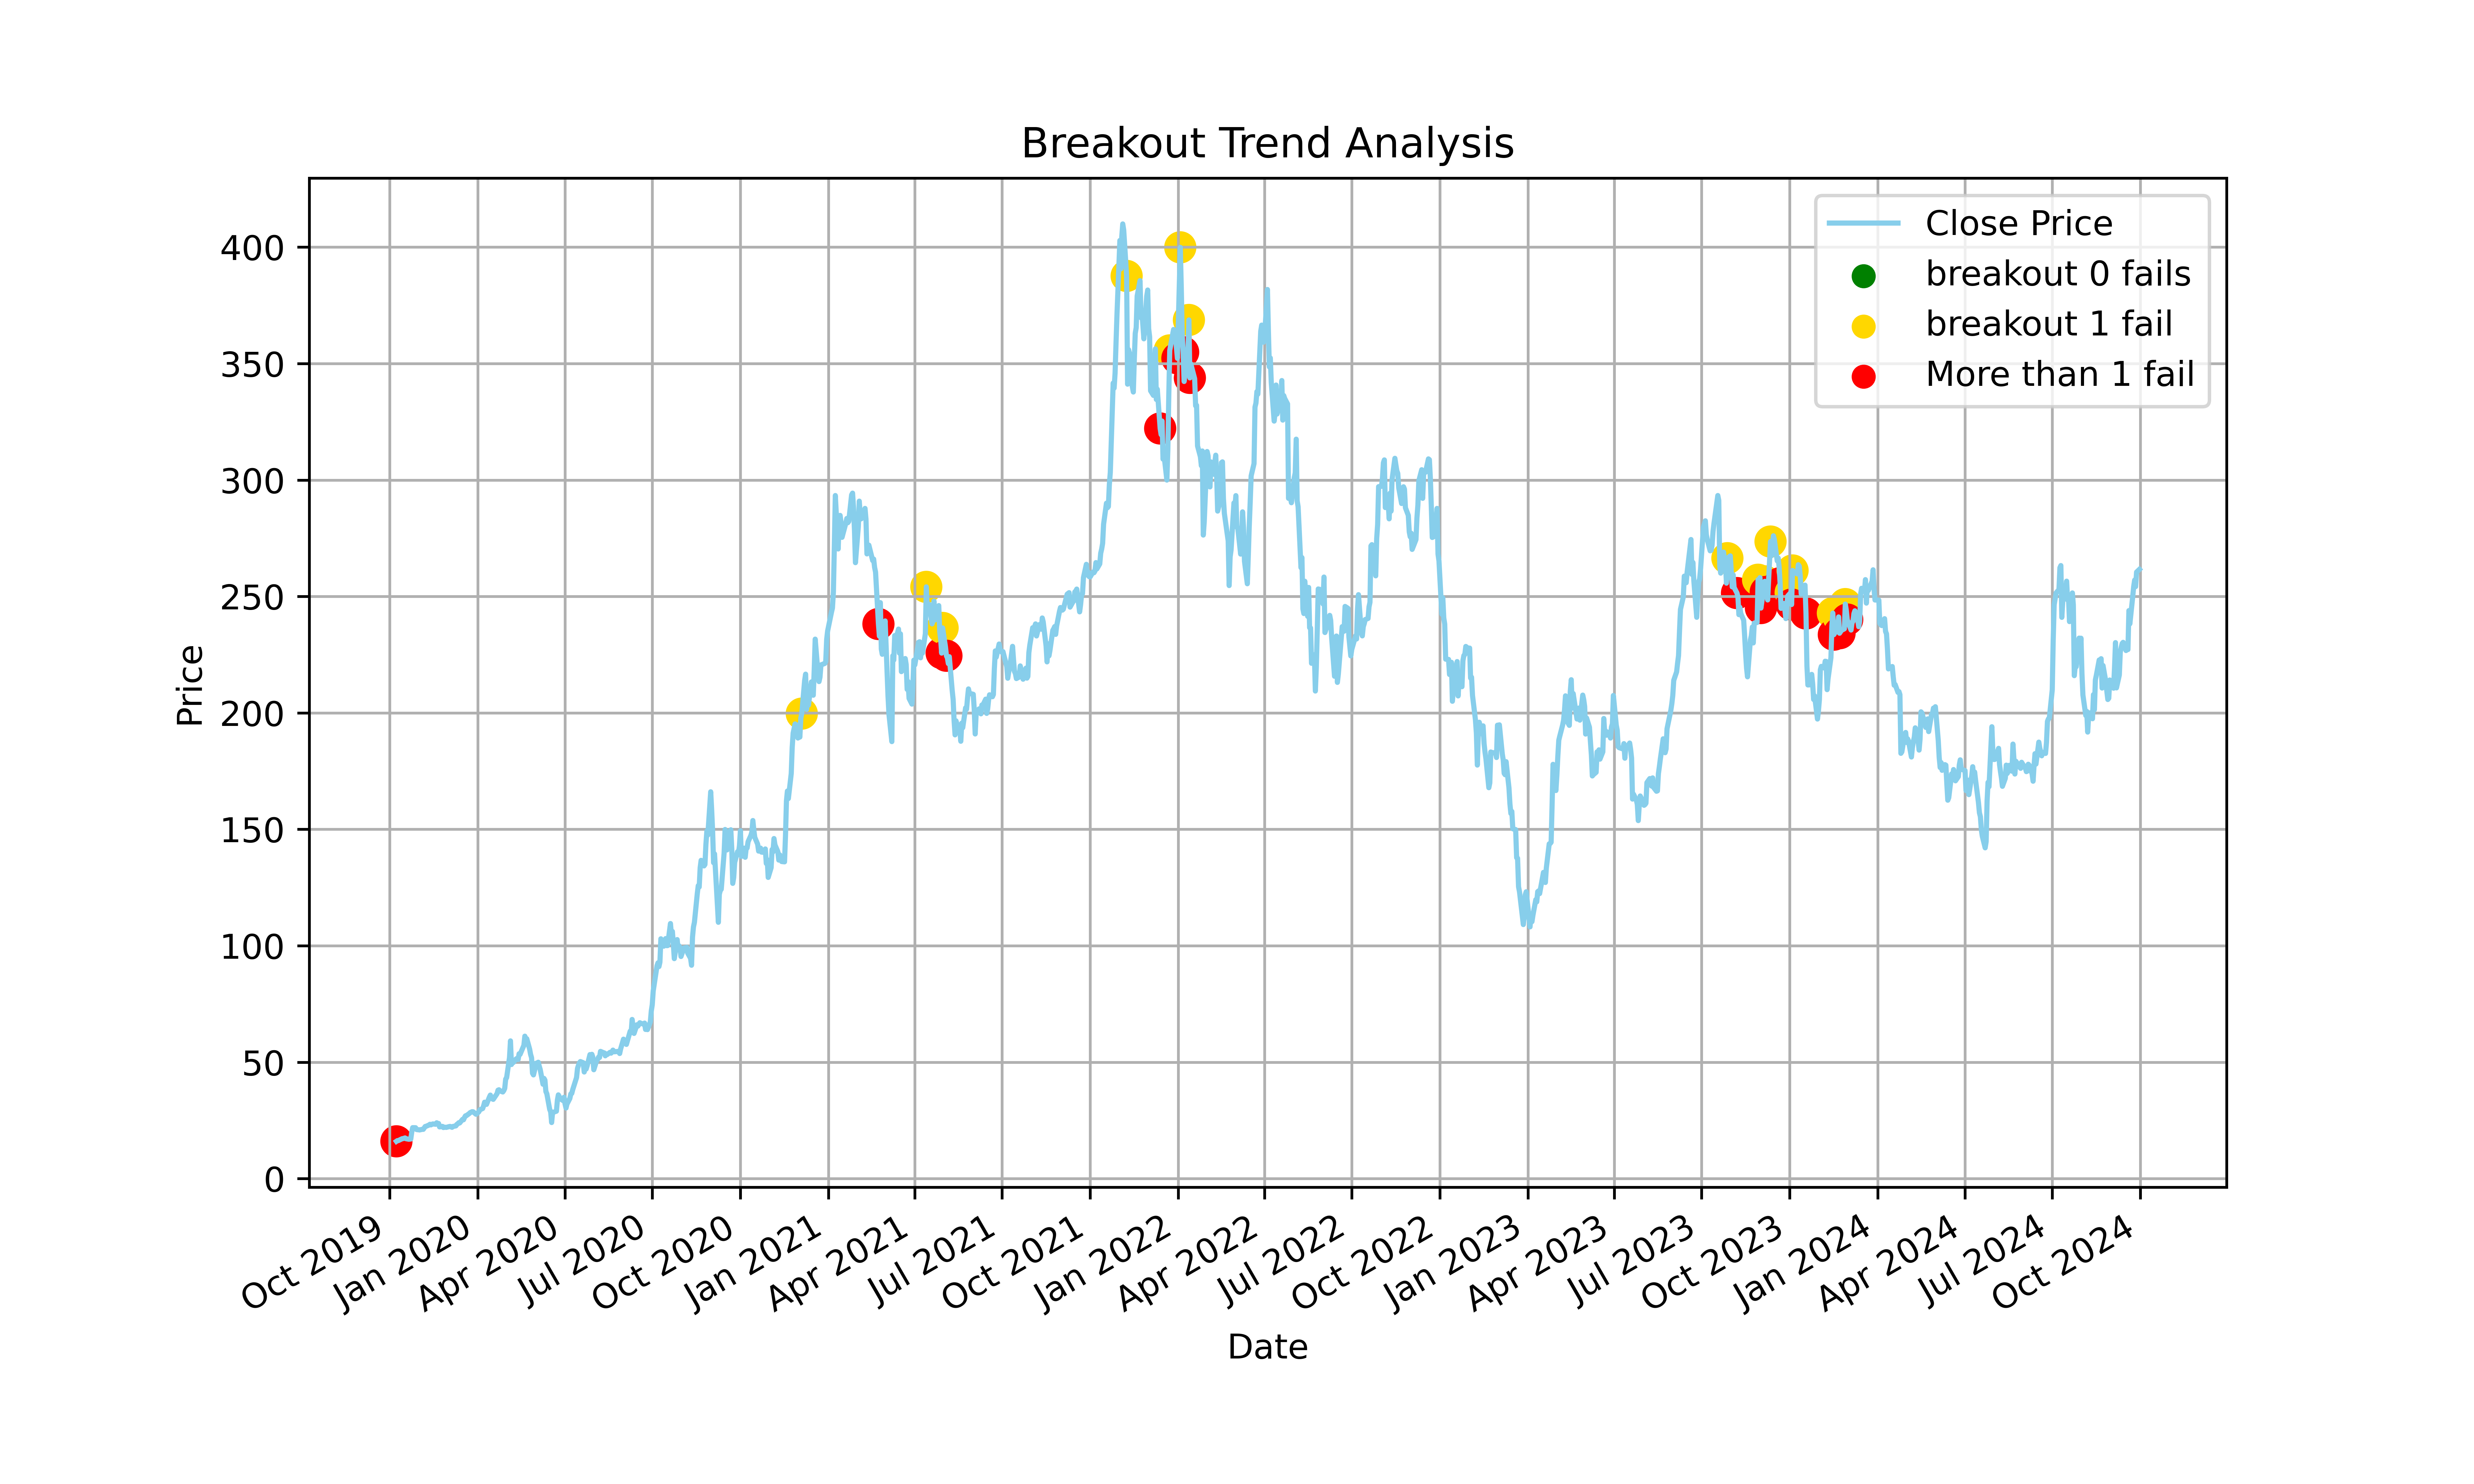 Breakout Trend Analysis
Close Price
breakout 0 fails
breakout 1 fail
More than 1 fail
Price
400
350
300
250
200
150
100
50
0
Oct 2019
Jan 2020
Apr 2020
Jul 2020
Oct 2020
Jan 2021
Apr 2021
Jul 2021
Oct 2021
Jan 2022
Apr 2022
Jul 2022
Oct 2022
Jan 2023
Apr 2023
Jul 2023
Oct 2023
Jan 2024
Apr 2024
Jul 2024
Oct 2024
Date